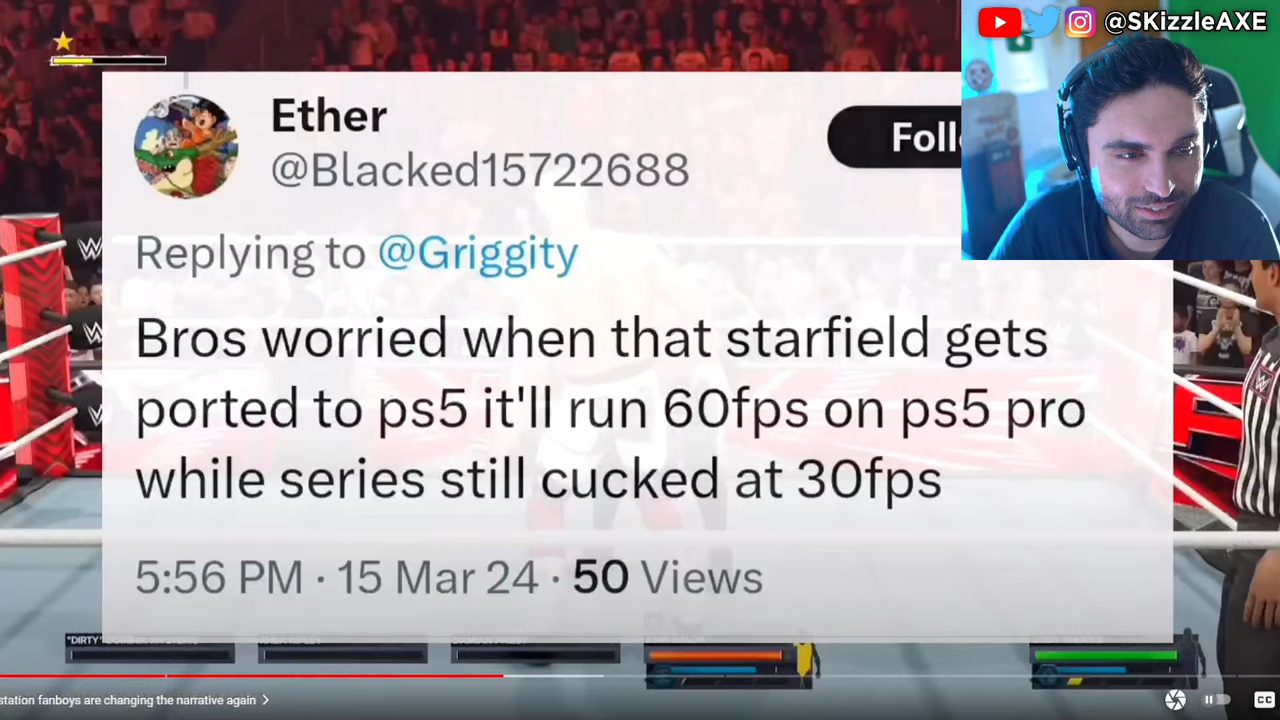 @SKizzleAXE
Ether
@Blacked15722688
Replying to @Griggity
Bros worried when that starfield gets
ported to ps5 it'll run 60fps on ps5 pro
while series still cucked at 30fps
5:56 PM · 15 Mar 24 · 50 Views
"DIRTY"
station fanboys are changing the narrative again
CC